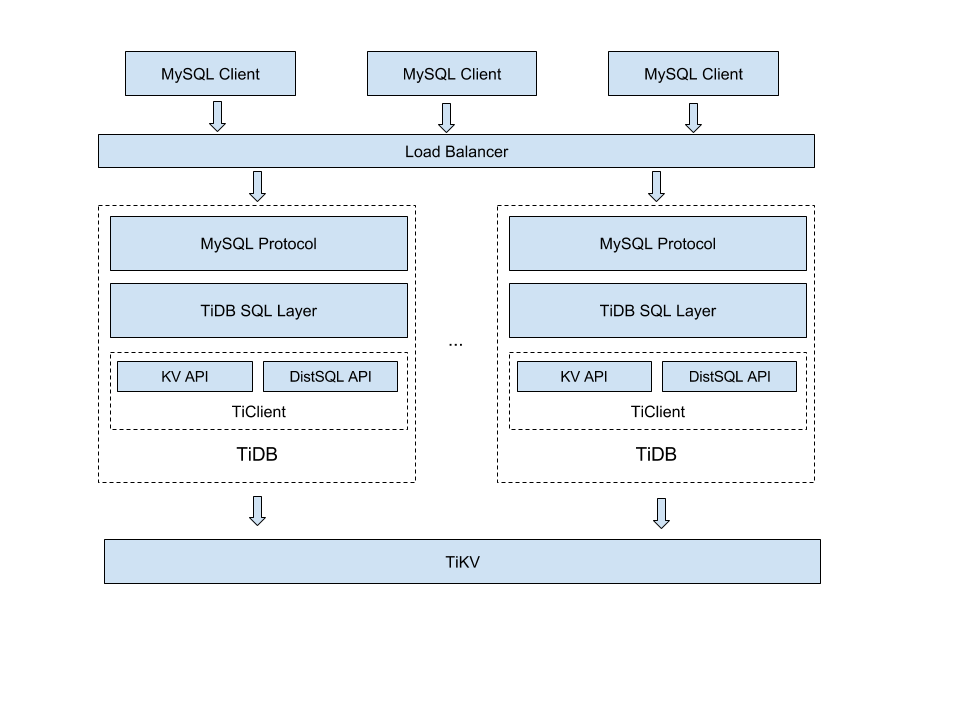 MySQL Client
MySQL Client
MySQL Client
Load Balancer
MySQL Protocol
TiDB SQL Layer
KV API
DistSQL API
TiClient
TiDB
...
MySQL Protocol
TiDB SQL Layer
KV API
DistSQL API
TiClient
TiDB
TiKV